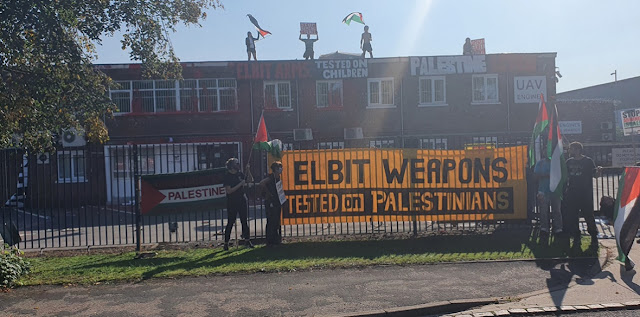 TESTED ON
CHILDREN
PALESTINE
UAV
ENGINES
PALESTINE
ELBIT WEAPONS
TESTED ON PALESTINIANS